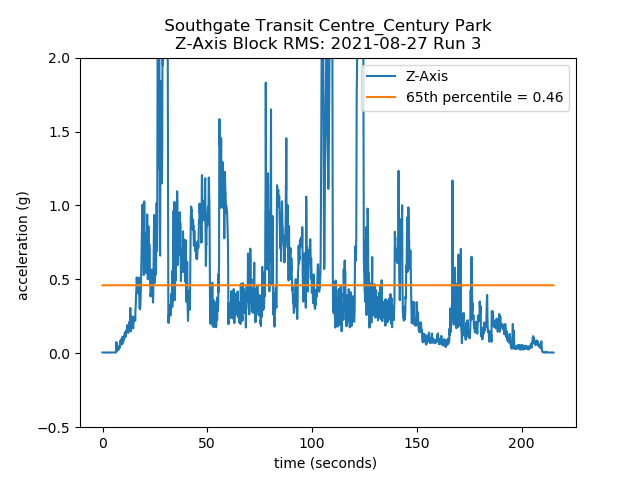 Southgate Transit Centre_Century Park
Z-Axis Block RMS: 2021-08-27 Run 3
2.0
1.5
1.0
0.5
0.0
−0.5
acceleration (g)
Z-Axis
65th percentile = 0.46
0 50 100 150 200
time (seconds)